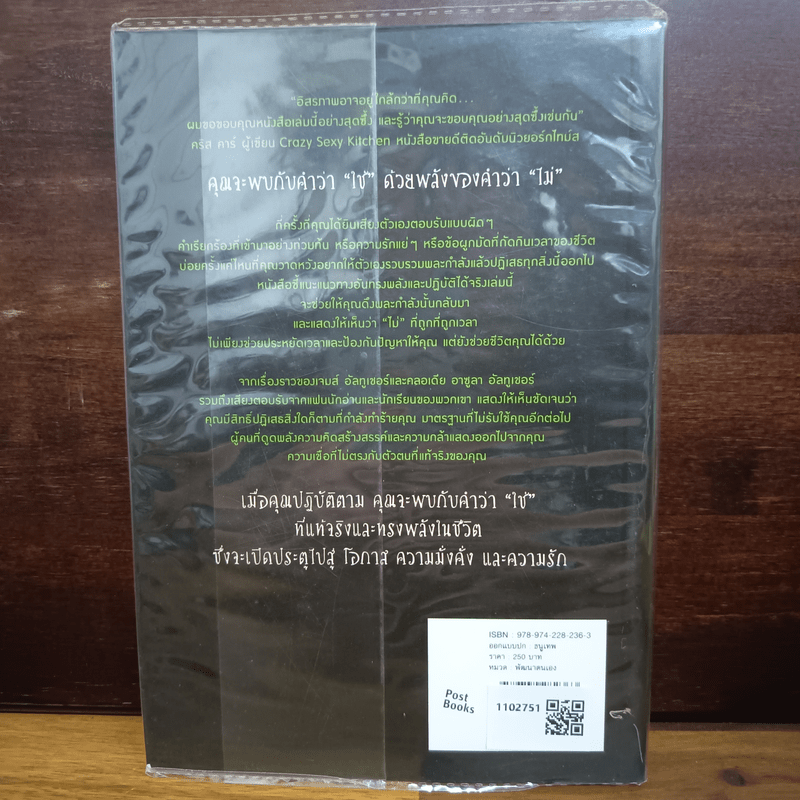 "อิสรภาพอาจอยู่ใกล้กว่าที่คุณคิด...
ผมขอขอบคุณหนังสือเล่มนี้อย่างสุดซึ้ง และรู้ว่าคุณจะขอบคุณอย่างสุดซึ้งเช่นกัน"
คริส คาร์ ผู้เขียน Crazy Sexy Kitchen หนังสือขายดีติดอันดับนิวยอร์กไทม์ส
คุณจะพบกับคำว่า "ใช่" ด้วยพลังของคำว่า "ไม่"
กี่ครั้งที่คุณได้ยินเสียงตัวเองตอบรับแบบผิดๆ
คำเรียกร้องที่เข้ามาอย่างท่วมท้น หรือความรักแย่ๆ หรือข้อผูกมัดที่กัดกินเวลาของชีวิต
บ่อยครั้งแค่ไหนที่คุณวาดหวังอยากให้ตัวเองรวบรวมพละกำลังแล้วปฏิเสธทุกสิ่งนี้ออกไป
หนังสือชี้แนะแนวทางอันทรงพลังและปฏิบัติได้จริงเล่มนี้
จะช่วยให้คุณดึงพละกำลังนั้นกลับมา
และแสดงให้เห็นว่า "ไม่" ที่ถูกที่ถูกเวลา
ไม่เพียงช่วยประหยัดเวลาและป้องกันปัญหาให้คุณ แต่ยังช่วยชีวิตคุณได้ด้วย
จากเรื่องราวของเจมส์ อัลทูเชอร์และคลอเดีย อาซูลา อัลทูเชอร์
รวมถึงเสียงตอบรับจากแฟนนักอ่านและนักเรียนของพวกเขา แสดงให้เห็นชัดเจนว่า
คุณมีสิทธิ์ปฏิเสธสิ่งใดก็ตามที่กำลังทำร้ายคุณ มาตรฐานที่ไม่รับใช้คุณอีกต่อไป
ผู้คนที่ดูดพลังความคิดสร้างสรรค์และความกล้าแสดงออกไปจากคุณ
ความเชื่อที่ไม่ตรงกับตัวตนที่แท้จริงของคุณ
เมื่อคุณปฏิบัติตาม คุณจะพบกับคำว่า "ใช่"
ที่แท้จริงและทรงพลังในชีวิต
ซึ่งจะเปิดประตูไปสู่ โอกาส ความมั่งคั่ง และความรัก
ISBN : 978-974-228-236-3
ออกแบบปก : ชนูเทพ
ราคา : 250 บาท
หมวด : พัฒนาตนเอง
Post
Books
1102751